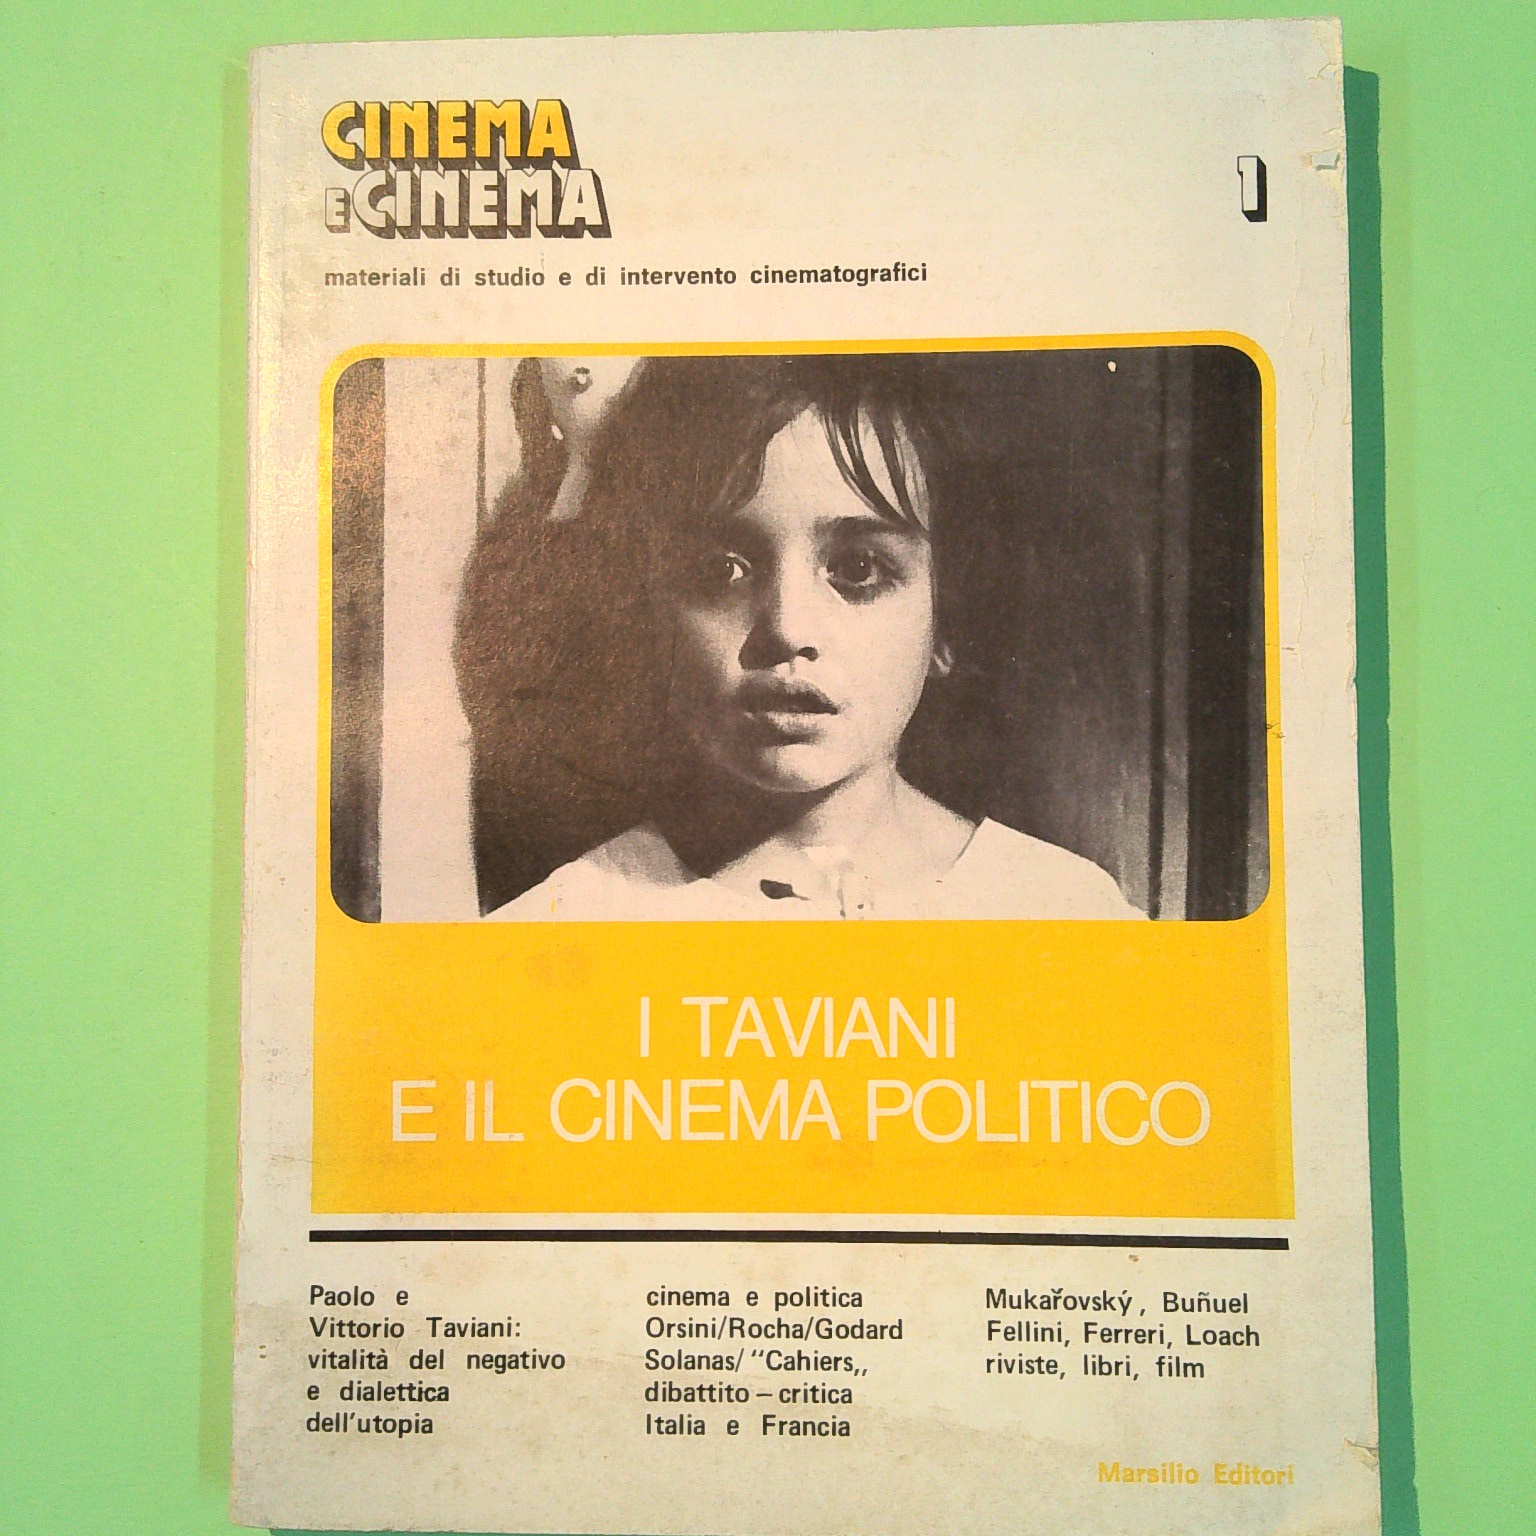 CINEMA
E CINEMA
1
materiali di studio e di intervento cinematografici
I TAVIANI
E IL CINEMA POLITICO
Paolo e
Vittorio Taviani:
vitalità del negativo
e dialettica
dell'utopia
cinema e politica
Orsini/Rocha/Godard
Solanas/ "Cahiers,,
dibattito – critica
Italia e Francia
Mukařovský, Buñuel
Fellini, Ferreri, Loach
riviste, libri, film
Marsilio Editori